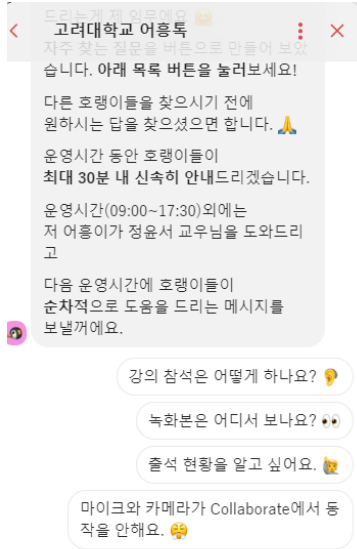 드리는게 제 임무에요
고려대학교 어흥톡
자주 찾는 질문을 버튼으로 만들어 보았
습니다. 아래 목록 버튼을 눌러보세요!
다른 호랭이들을 찾으시기 전에
원하시는 답을 찾으셨으면 합니다. 🙏
운영시간 동안 호랭이들이
최대 30분 내 신속히 안내드리겠습니다.
운영시간(09:00~17:30)외에는
저 어흥이가 정윤서 교우님을 도와드리
고
다음 운영시간에 호랭이들이
순차적으로 도움을 드리는 메시지를
보낼꺼에요.
강의 참석은 어떻게 하나요? 🦻
녹화본은 어디서 보나요? 👀
출석 현황을 알고 싶어요. 🙋
마이크와 카메라가 Collaborate에서 동
작을 안해요. 😤